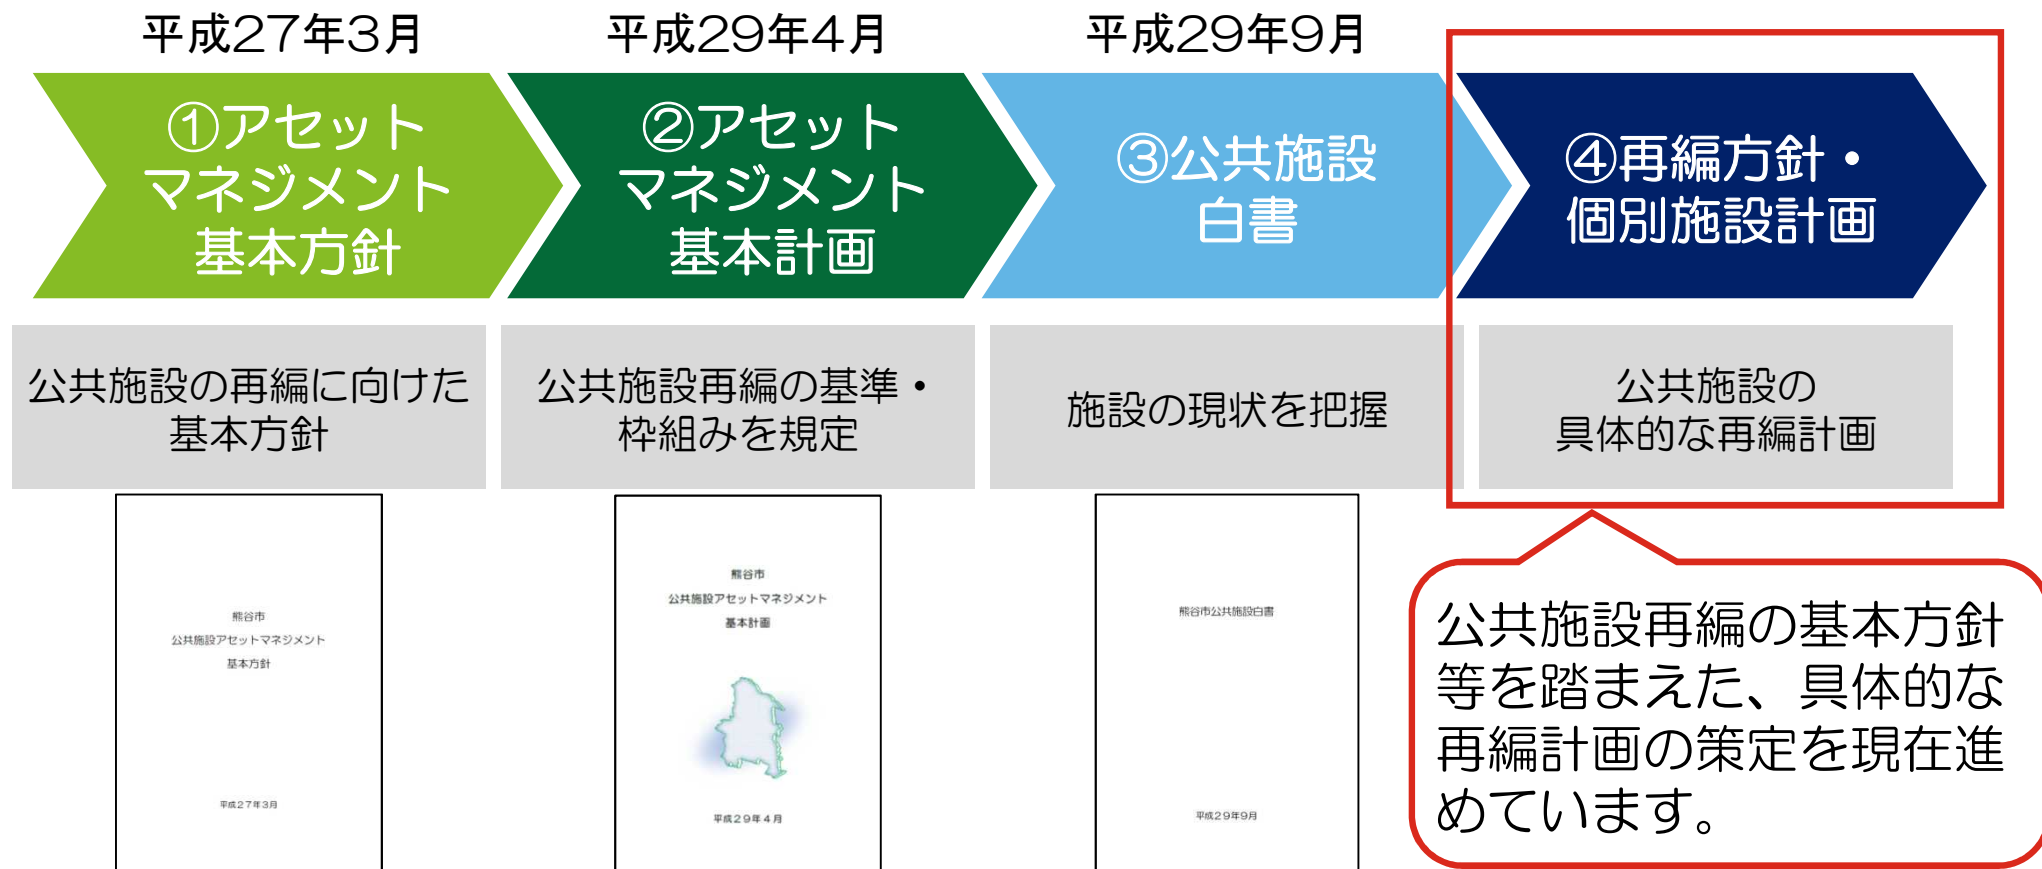 平成27年3月
平成29年4月
平成29年9月
①アセット
マネジメント
基本方針
②アセット
マネジメント
基本計画
③公共施設
白書
④再編方針・
個別施設計画
公共施設の再編に向けた
基本方針
公共施設再編の基準・
枠組みを規定
施設の現状を把握
公共施設の
具体的な再編計画
熊谷市
公共施設アセットマネジメント
基本方針
平成27年3月
熊谷市
公共施設アセットマネジメント
基本計画
平成29年4月
熊谷市公共施設白書
平成29年9月
公共施設再編の基本方針
等を踏まえた、具体的な
再編計画の策定を現在進
めています。